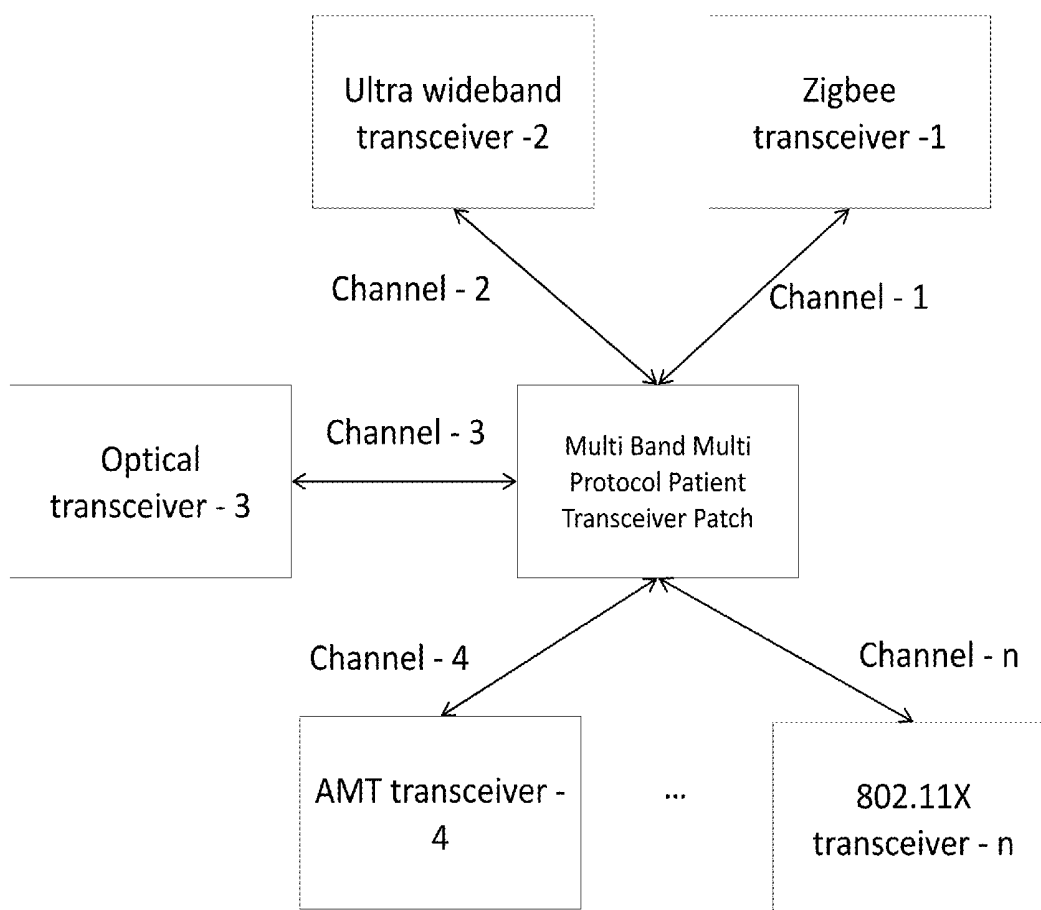 Ultra wideband
transceiver -2
Zigbee
transceiver -1
Channel - 2
Channel - 1
Channel - 3
Optical
transceiver - 3
Multi Band Multi
Protocol Patient
Transceiver Patch
Channel - 4
Channel - n
AMT transceiver -
4
...
802.11X
transceiver - n